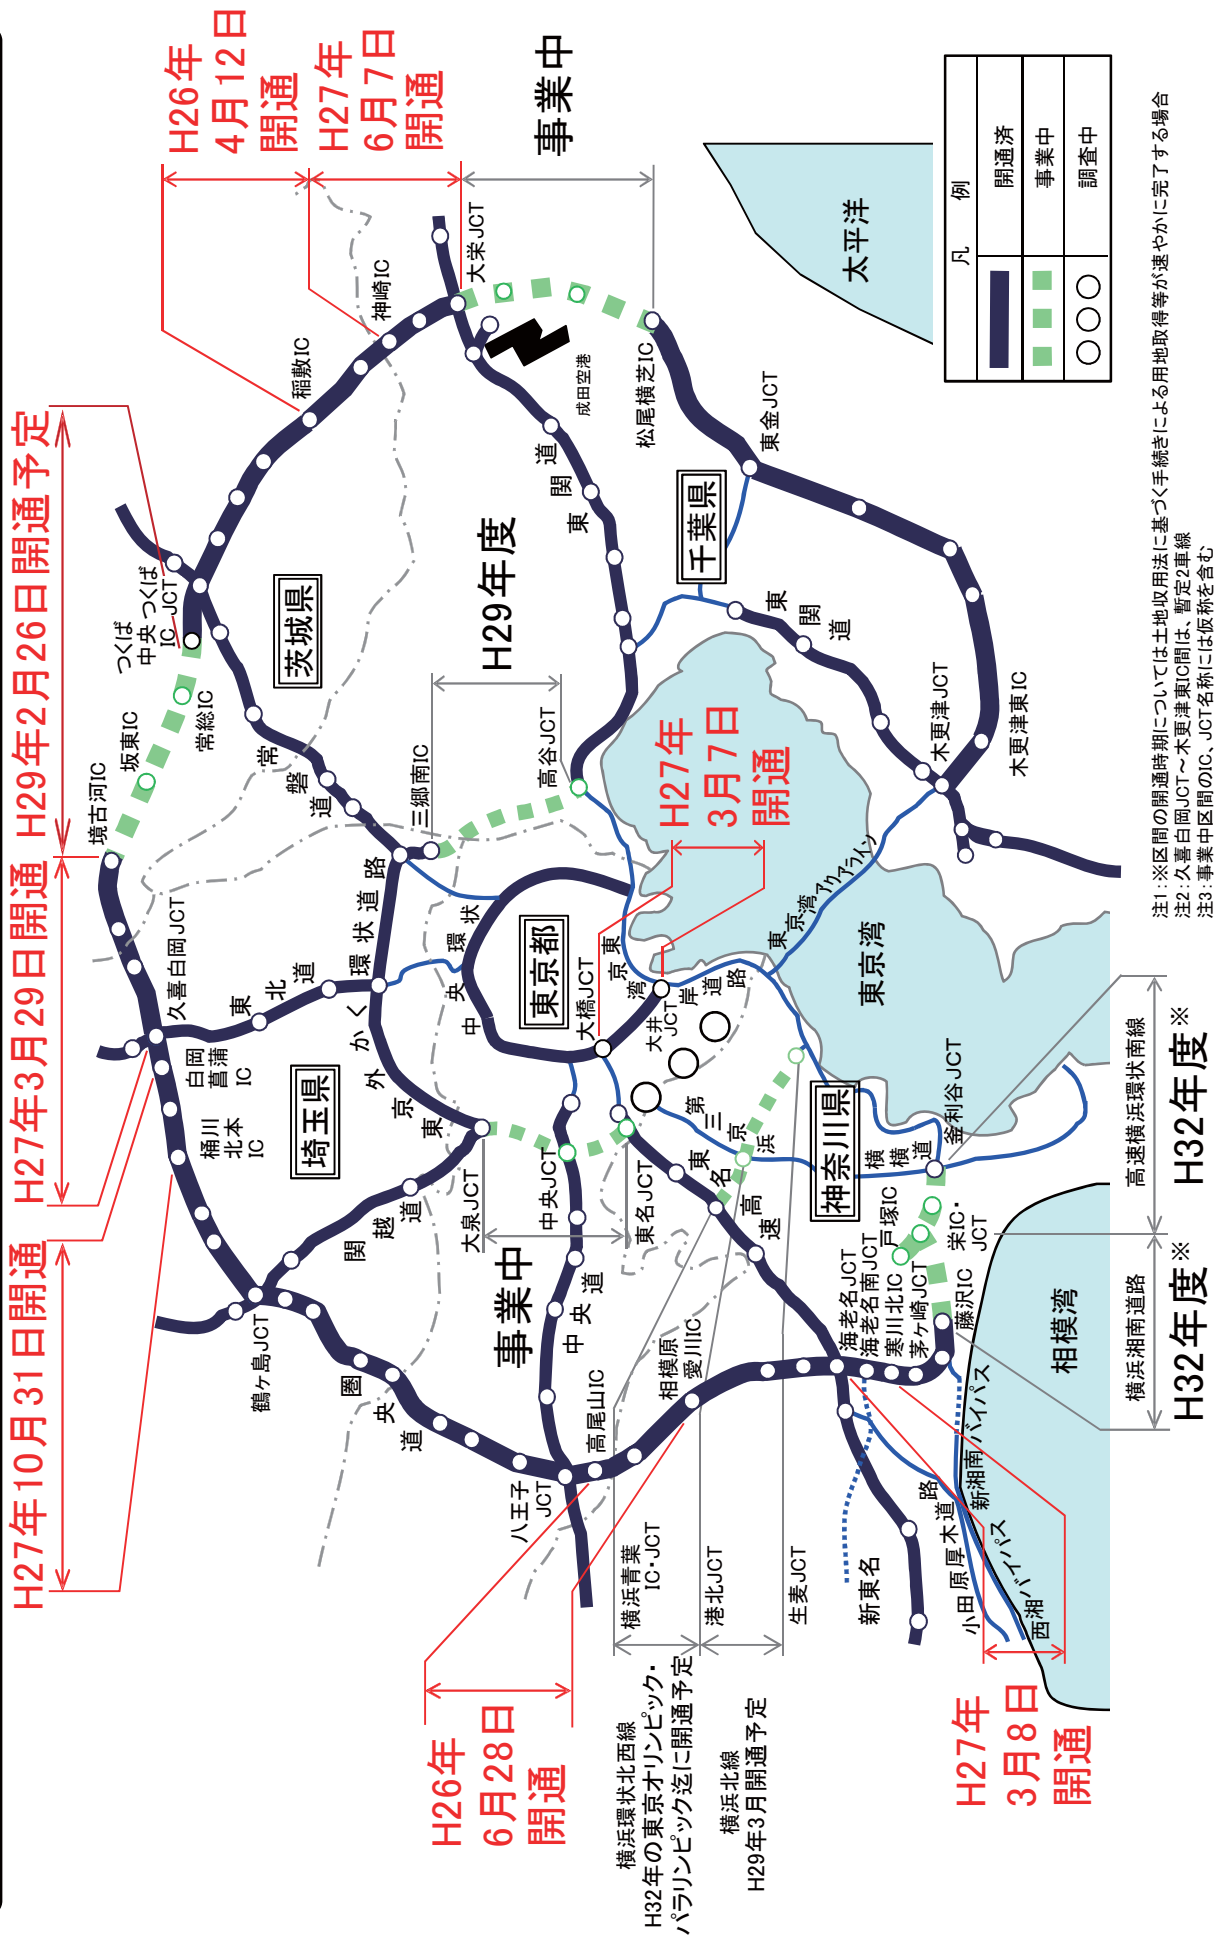 H27年10月31日開通
H27年3月29日開通
H29年2月26日開通予定
H26年
4月12日
開通
H27年
6月7日
開通
事業中
境古河IC
坂東IC
常総IC
つくば
中央
IC
つくば
JCT
稲敷IC
神崎IC
大栄JCT
成田空港
松尾横芝IC
東金JCT
太平洋
凡例
開通済
事業中
調査中
久喜白岡JCT
白岡
菖蒲
IC
桶川
北本
IC
東北道
常磐道
茨城県
埼玉県
東京都
千葉県
神奈川県
三郷南IC
高谷JCT
H29年度
東関道
東関道
東京外かく環状道路
中央環状
関越道
鶴ヶ島JCT
圏央道
大泉JCT
中央JCT
東名JCT
事業中
中央道
八王子
JCT
高尾山IC
相模原
愛川IC
大橋JCT
大井
JCT
東京湾岸道路
H27年
3月7日
開通
東京湾アクアライン
東京湾
木更津JCT
木更津東IC
第三京浜
東名高速
横横道
釜利谷JCT
戸塚IC
栄IC・
JCT
海老名JCT
海老名南JCT
寒川北IC
茅ヶ崎JCT
藤沢IC
新湘南バイパス
西湘バイパス
小田原厚木道路
新東名
相模湾
横浜青葉
IC・JCT
港北JCT
生麦JCT
H26年
6月28日
開通
横浜環状北西線
H32年の東京オリンピック・
パラリンピック迄に開通予定
横浜北線
H29年3月開通予定
H27年
3月8日
開通
高速横浜環状南線
H32年度※
横浜湘南道路
H32年度※
注1:※区間の開通時期については土地収用法に基づく手続きによる用地取得等が速やかに完了する場合
注2:久喜白岡JCT～木更津東IC間は、暫定2車線
注3:事業中区間のIC、JCT名称には仮称を含む